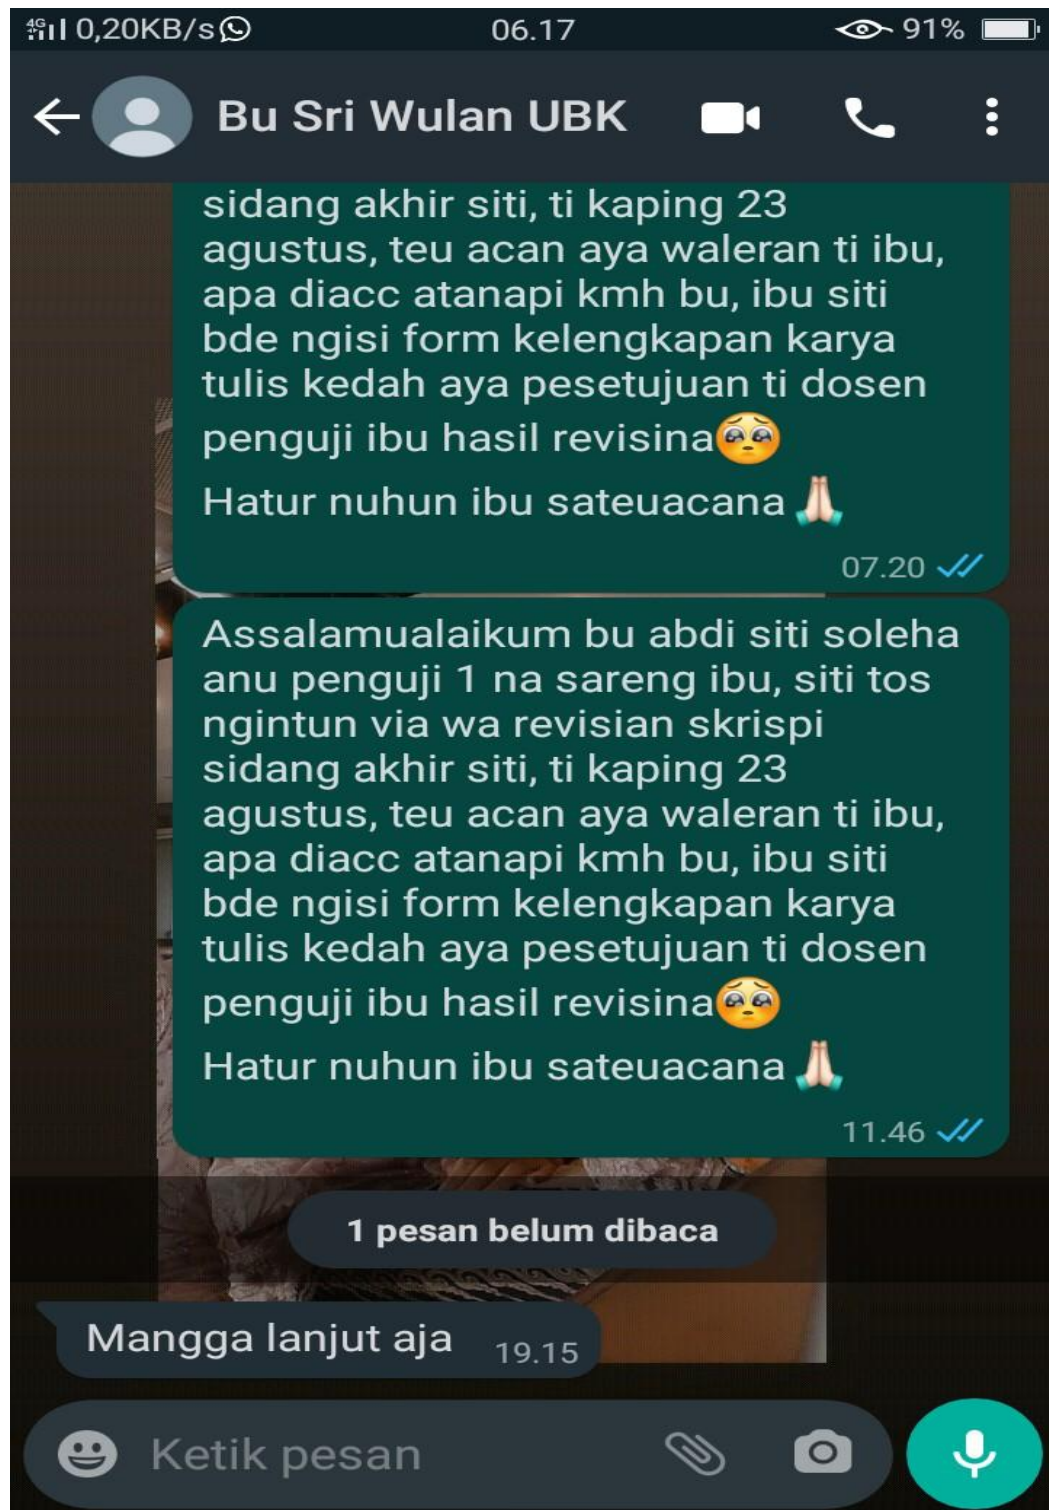 4G 0,20KB/s 06.17 91%
Bu Sri Wulan UBK
sidang akhir siti, ti kaping 23
agustus, teu acan aya waleran ti ibu,
apa diacc atanapi kmh bu, ibu siti
bde ngisi form kelengkapan karya
tulis kedah aya pesetujuan ti dosen
penguji ibu hasil revisina🥺
Hatur nuhun ibu sateuacana🙏🏻
07.20
Assalamualaikum bu abdi siti soleha
anu penguji 1 na sareng ibu, siti tos
ngintun via wa revisian skrispi
sidang akhir siti, ti kaping 23
agustus, teu acan aya waleran ti ibu,
apa diacc atanapi kmh bu, ibu siti
bde ngisi form kelengkapan karya
tulis kedah aya pesetujuan ti dosen
penguji ibu hasil revisina🥺
Hatur nuhun ibu sateuacana🙏🏻
11.46
1 pesan belum dibaca
Mangga lanjut aja 19.15
Ketik pesan